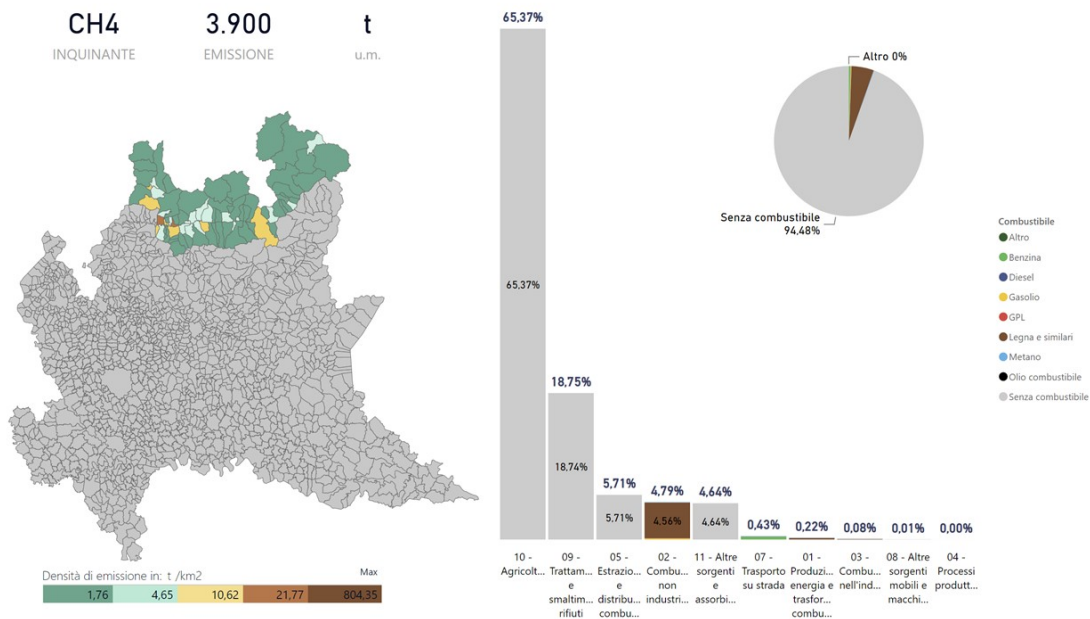 CH4
3.900
t
INQUINANTE
EMISSIONE
u.m.
Densità di emissione in: t /km2
Max
1,76
4,65
10,62
21,77
804,35
65,37%
65,37%
18,75%
18,74%
5,71%
5,71%
4,79%
4,56%
4,64%
4,64%
0,43%
0,22%
0,08%
0,01%
0,00%
10 -
Agricolt...
09 -
Trattam...
e
smaltim...
rifiuti
05 -
Estrazio...
e
distribu...
combu...
02 -
Combu...
non
industri...
11 - Altre
sorgenti
e
assorbi...
07 -
Trasporto
su strada
01 -
Produzi...
energia e
trasfor...
combu...
03 -
Combu...
nell'ind...
08 - Altre
sorgenti
mobili e
macchi...
04 -
Processi
produtt...
Altro 0%
Senza combustibile
94,48%
Combustibile
Altro
Benzina
Diesel
Gasolio
GPL
Legna e similari
Metano
Olio combustibile
Senza combustibile